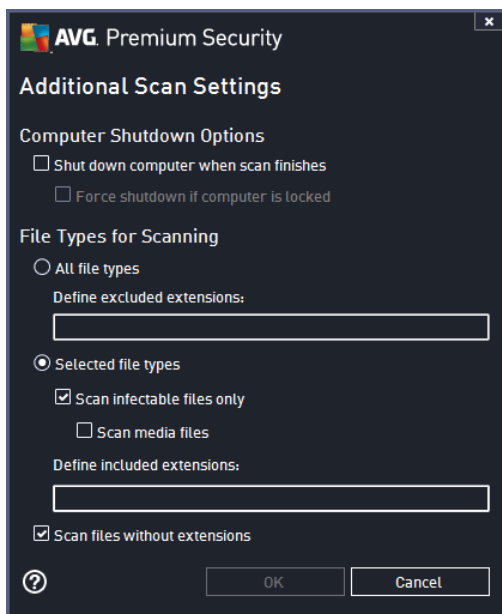 AVG. Premium Security
Additional Scan Settings
Computer Shutdown Options
Shut down computer when scan finishes
Force shutdown if computer is locked
File Types for Scanning
All file types
Define excluded extensions:
Selected file types
Scan infectable files only
Scan media files
Define included extensions:
Scan files without extensions
? OK Cancel